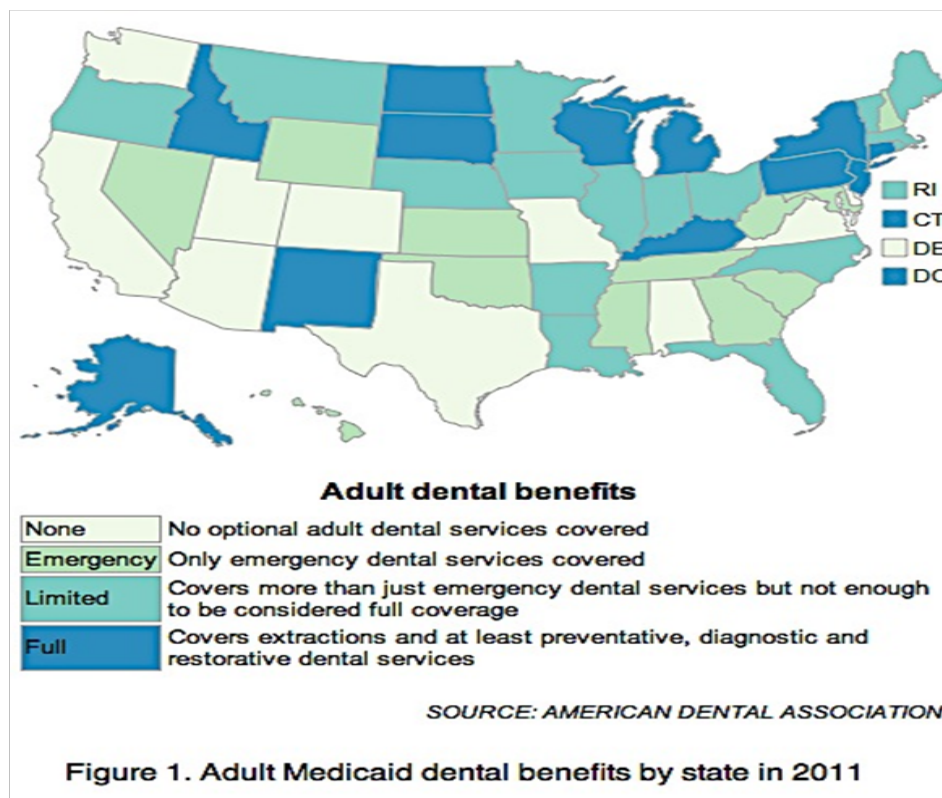 RI
CT
DE
DC
Adult dental benefits
None No optional adult dental services covered
Emergency Only emergency dental services covered
Limited Covers more than just emergency dental services but not enough
to be considered full coverage
Full Covers extractions and at least preventative, diagnostic and
restorative dental services
SOURCE: AMERICAN DENTAL ASSOCIATION
Figure 1. Adult Medicaid dental benefits by state in 2011